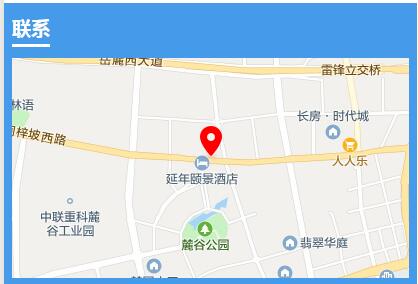 联系
岳麓西大道
雷锋立交桥
林语
长房·时代城
桐梓坡西路
人人乐
延年颐景酒店
中联重科麓
谷工业园
麓谷公园
翡翠华庭